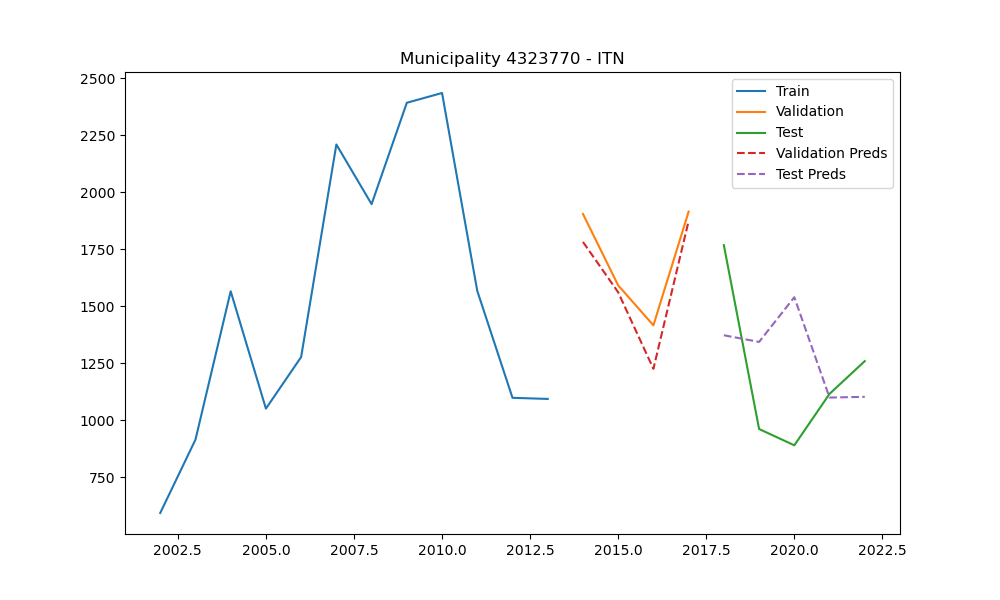 Municipality 4323770 - ITN
2500
2250
2000
1750
1500
1250
1000
750
2002.5 2005.0 2007.5 2010.0 2012.5 2015.0 2017.5 2020.0 2022.5
Train
Validation
Test
Validation Preds
Test Preds